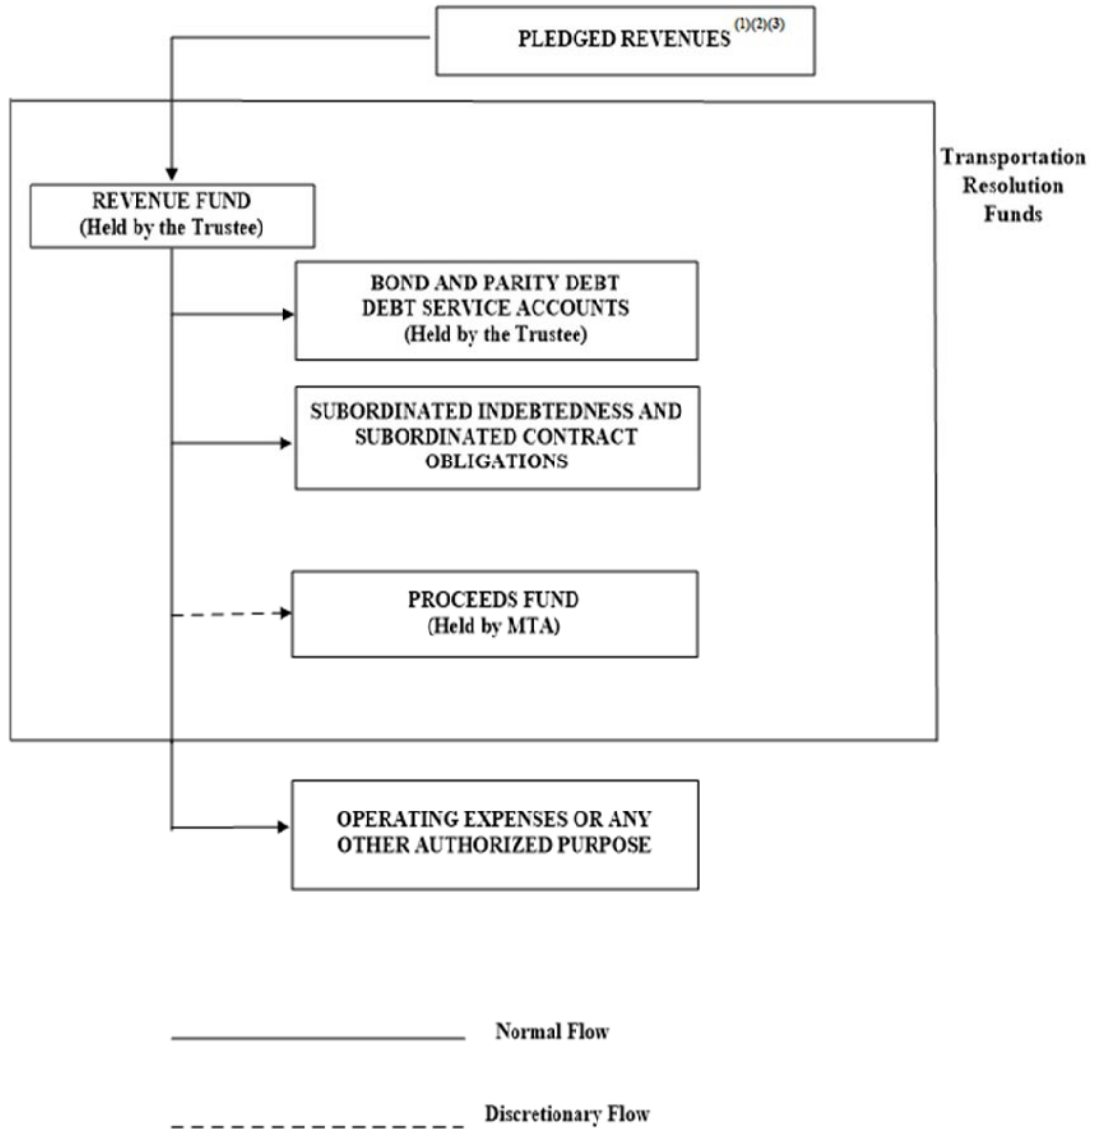 PLEDGED REVENUES (1)(2)(3)
Transportation
Resolution
Funds
REVENUE FUND
(Held by the Trustee)
BOND AND PARITY DEBT
DEBT SERVICE ACCOUNTS
(Held by the Trustee)
SUBORDINATED INDEBTEDNESS AND
SUBORDINATED CONTRACT
OBLIGATIONS
PROCEEDS FUND
(Held by MTA)
OPERATING EXPENSES OR ANY
OTHER AUTHORIZED PURPOSE
Normal Flow
Discretionary Flow